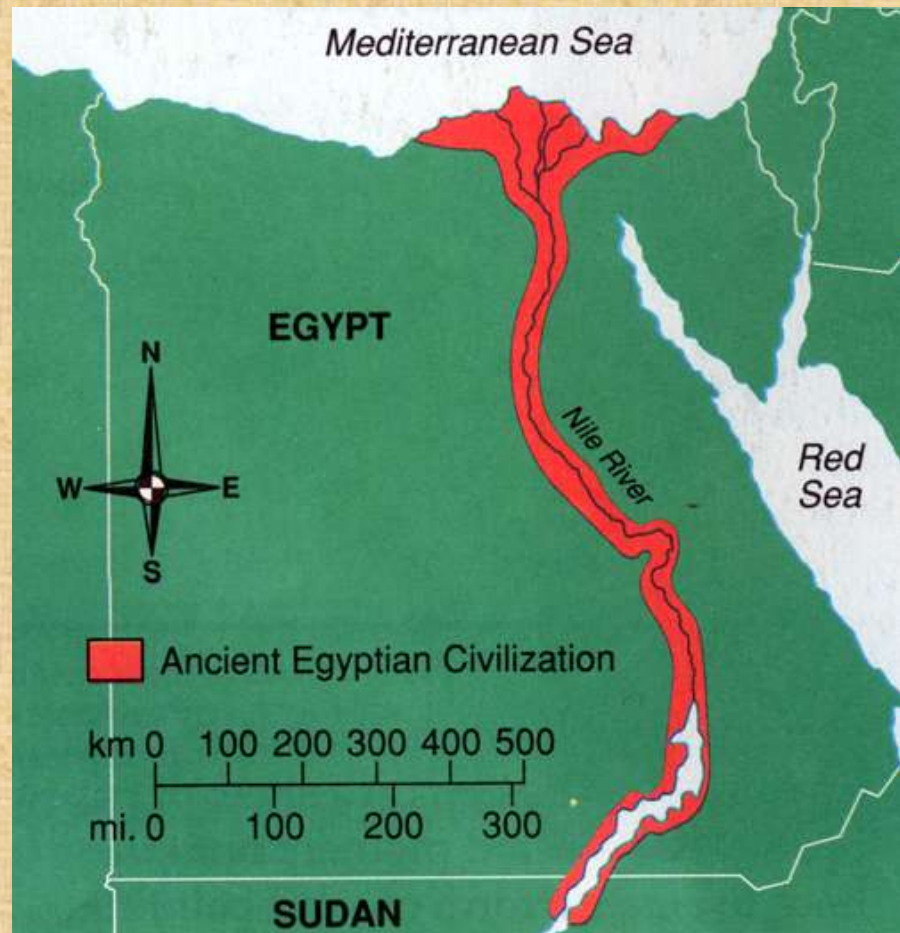 Mediterranean Sea
EGYPT
N
Nile River
W E
Red
Sea
S
Ancient Egyptian Civilization
km 0 100 200 300 400 500
mi. 0 100 200 300
SUDAN